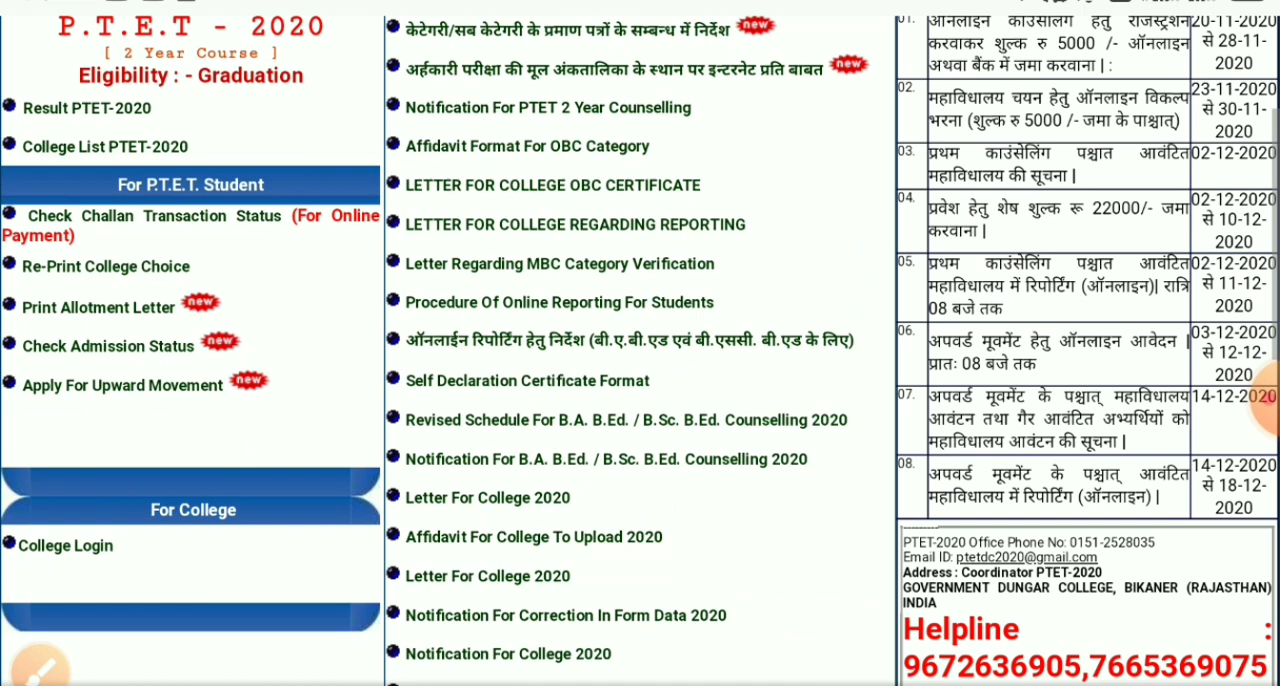 P.T.E.T - 2020
[ 2 Year Course ]
Eligibility : - Graduation
Result PTET-2020
College List PTET-2020
For P.T.E.T. Student
Check Challan Transaction Status (For Online
Payment)
Re-Print College Choice
Print Allotment Letter new
Check Admission Status new
Apply For Upward Movement new
For College
College Login
केटेगरी/सब केटेगरी के प्रमाण पत्रों के सम्बन्ध में निर्देश new
अर्हकारी परीक्षा की मूल अंकतालिका के स्थान पर इन्टरनेट प्रति बाबत new
Notification For PTET 2 Year Counselling
Affidavit Format For OBC Category
LETTER FOR COLLEGE OBC CERTIFICATE
LETTER FOR COLLEGE REGARDING REPORTING
Letter Regarding MBC Category Verification
Procedure Of Online Reporting For Students
ऑनलाईन रिपोर्टिंग हेतु निर्देश (बी.ए.बी.एड एवं बी.एससी. बी.एड के लिए)
Self Declaration Certificate Format
Revised Schedule For B.A. B.Ed. / B.Sc. B.Ed. Counselling 2020
Notification For B.A. B.Ed. / B.Sc. B.Ed. Counselling 2020
Letter For College 2020
Affidavit For College To Upload 2020
Letter For College 2020
Notification For Correction In Form Data 2020
Notification For College 2020
01. ऑनलाइन काउंसलिंग हेतु रजिस्ट्रेशन 20-11-2020
करवाकर शुल्क रु 5000 /- ऑनलाइन से 28-11-
अथवा बैंक में जमा करवाना | : 2020
02. 23-11-2020
महाविधालय चयन हेतु ऑनलाइन विकल्प से 30-11-
भरना (शुल्क रु 5000 /- जमा के पाश्चात्) 2020
03. प्रथम काउंसेलिंग पश्चात आवंटित 02-12-2020
महाविधालय की सूचना |
04. 02-12-2020
प्रवेश हेतु शेष शुल्क रू 22000/- जमा से 10-12-
करवाना | 2020
05. प्रथम काउंसेलिंग पश्चात आवंटित 02-12-2020
महाविधालय में रिपोर्टिंग (ऑनलाइन)| रात्रि से 11-12-
08 बजे तक 2020
06. 03-12-2020
अपवर्ड मूवमेंट हेतु ऑनलाइन आवेदन | से 12-12-
प्रातः 08 बजे तक 2020
07. अपवर्ड मूवमेंट के पश्चात् महाविधालय 14-12-2020
आवंटन तथा गैर आवंटित अभ्यर्थियों को
महाविधालय आवंटन की सूचना |
08. 14-12-2020
अपवर्ड मूवमेंट के पश्चात् आवंटित से 18-12-
महाविधालय में रिपोर्टिंग (ऑनलाइन) | 2020
PTET-2020 Office Phone No: 0151-2528035
Email ID: ptetdc2020@gmail.com
Address : Coordinator PTET-2020
GOVERNMENT DUNGAR COLLEGE, BIKANER (RAJASTHAN)
INDIA
Helpline :
9672636905,7665369075